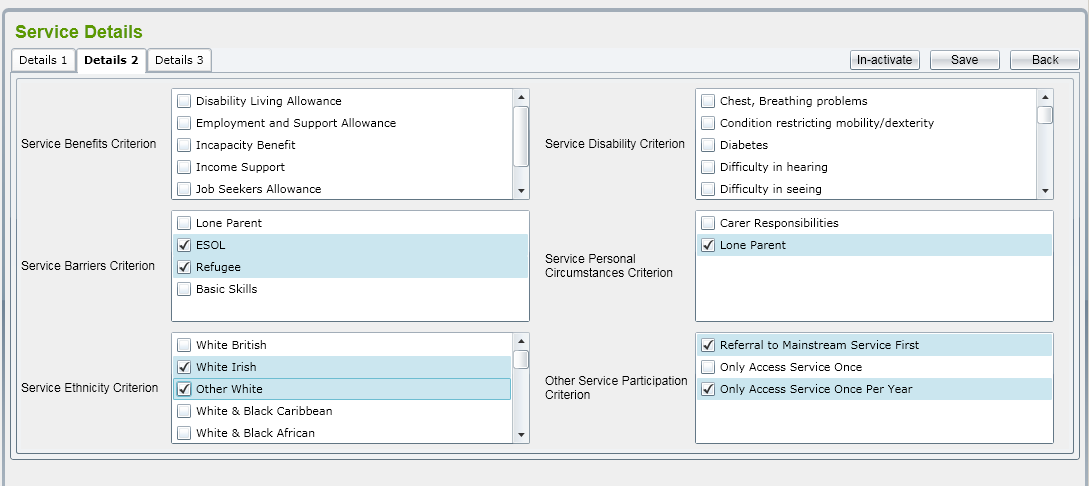 Service Details
Details 1 Details 2 Details 3 In-activate Save Back
Service Benefits Criterion
Disability Living Allowance
Employment and Support Allowance
Incapacity Benefit
Income Support
Job Seekers Allowance
Service Disability Criterion
Chest, Breathing problems
Condition restricting mobility/dexterity
Diabetes
Difficulty in hearing
Difficulty in seeing
Service Barriers Criterion
Lone Parent
ESOL
Refugee
Basic Skills
Service Personal
Circumstances Criterion
Carer Responsibilities
Lone Parent
Service Ethnicity Criterion
White British
White Irish
Other White
White & Black Caribbean
White & Black African
Other Service Participation
Criterion
Referral to Mainstream Service First
Only Access Service Once
Only Access Service Once Per Year